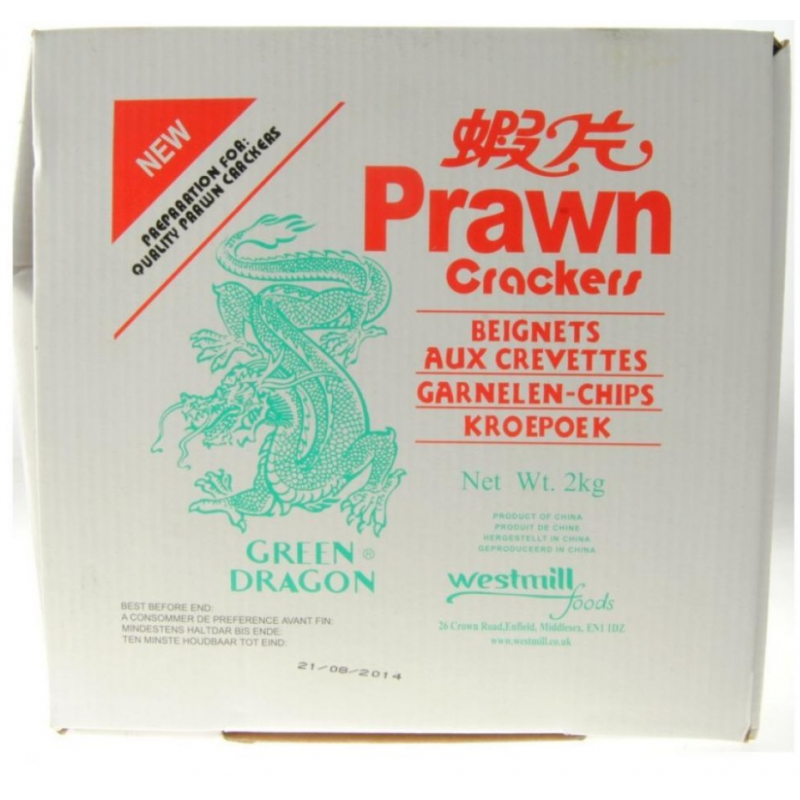 NEW
PREPARATION FOR:
QUALITY PARWN CRACKERS
蝦片
Prawn
Crackers
BEIGNETS
AUX CREVETTES
GARNELEN-CHIPS
KROEPOEK
Net Wt. 2kg
PRODUCT OF CHINA
PRODUIT DE CHINE
HERGESTELLT IN CHINA
GEPRODUCEERD IN CHINA
GREEN ®
DRAGON
westmill
foods
26 Crown Road,Enfield, Middlesex, EN1 1DZ
www.westmill.co.uk
BEST BEFORE END:
A CONSOMMER DE PREFERENCE AVANT FIN:
MINDESTENS HALTDAR BIS ENDE:
TEN MINSTE HOUDBAAR TOT EIND:
21/08/2014